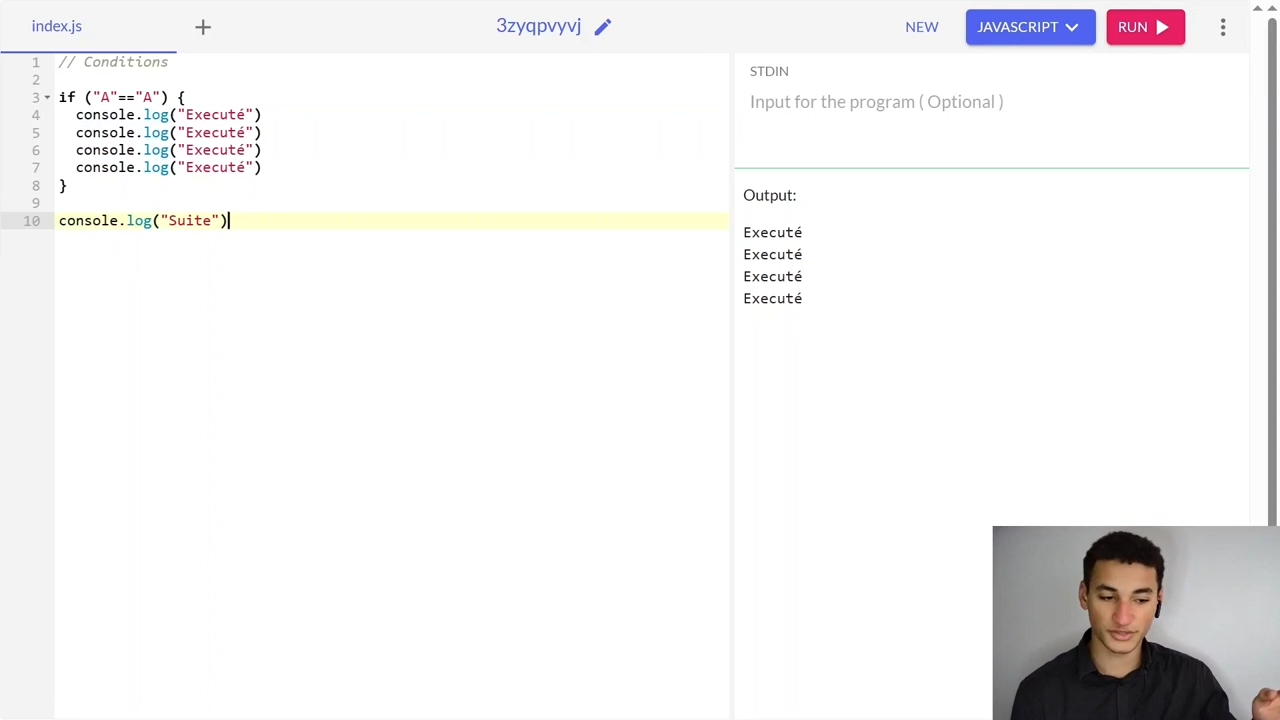 index.js
+
3zyqpvyvj
NEW
JAVASCRIPT
RUN
1 // Conditions
2
3 if ("A"=="A") {
4 console.log("Executé")
5 console.log("Executé")
6 console.log("Executé")
7 console.log("Executé")
8 }
9
10 console.log("Suite")
STDIN
Input for the program ( Optional )
Output:
Executé
Executé
Executé
Executé